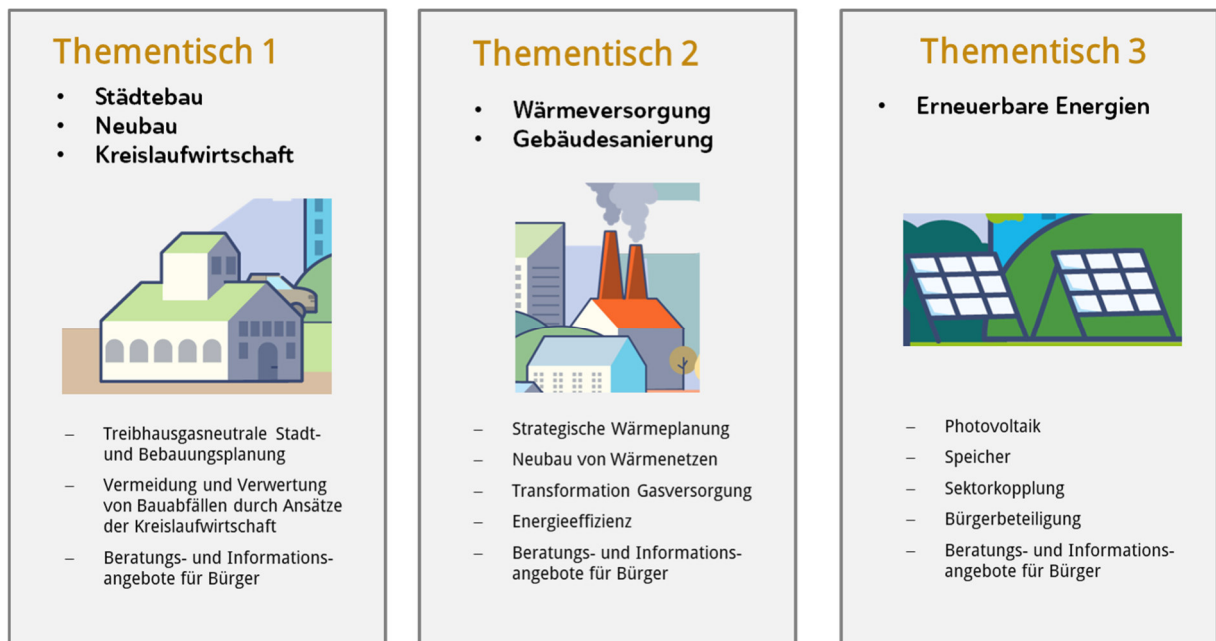 Thementisch 1
• Städtebau
• Neubau
• Kreislaufwirtschaft
– Treibhausgasneutrale Stadt-
und Bebauungsplanung
– Vermeidung und Verwertung
von Bauabfällen durch Ansätze
der Kreislaufwirtschaft
– Beratungs- und Informations-
angebote für Bürger
Thementisch 2
• Wärmeversorgung
• Gebäudesanierung
– Strategische Wärmeplanung
– Neubau von Wärmenetzen
– Transformation Gasversorgung
– Energieeffizienz
– Beratungs- und Informations-
angebote für Bürger
Thementisch 3
• Erneuerbare Energien
– Photovoltaik
– Speicher
– Sektorkopplung
– Bürgerbeteiligung
– Beratungs- und Informations-
angebote für Bürger